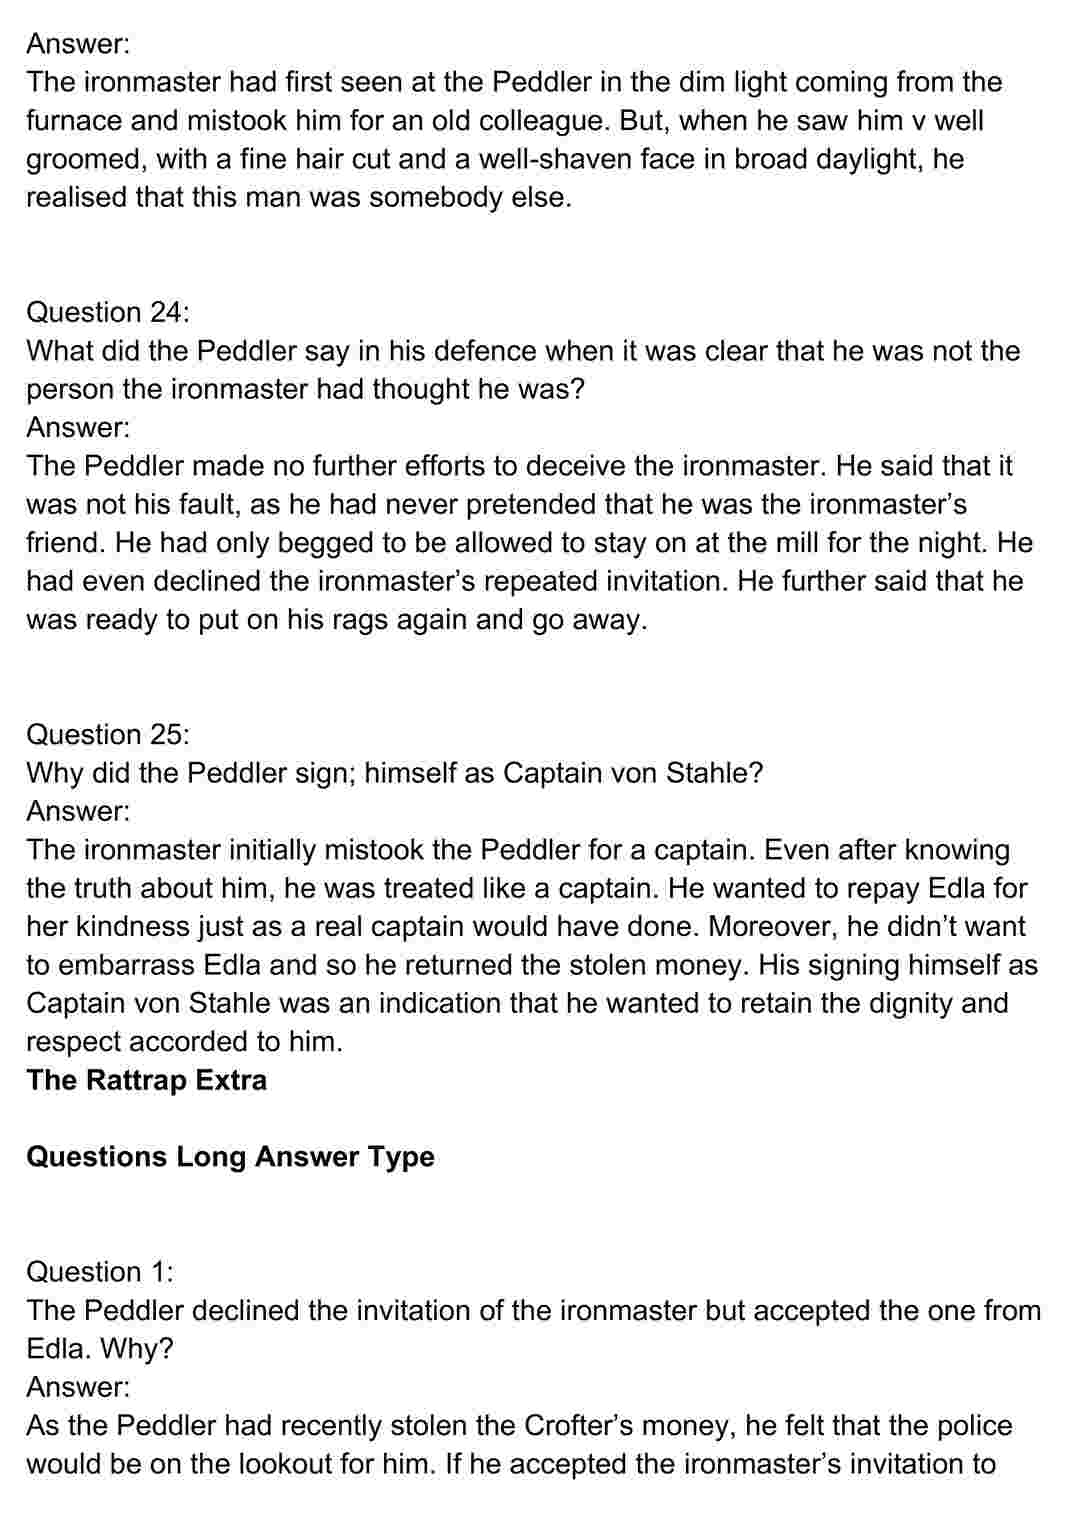 Answer:
The ironmaster had first seen at the Peddler in the dim light coming from the
furnace and mistook him for an old colleague. But, when he saw him v well
groomed, with a fine hair cut and a well-shaven face in broad daylight, he
realised that this man was somebody else.
Question 24:
What did the Peddler say in his defence when it was clear that he was not the
person the ironmaster had thought he was?
Answer:
The Peddler made no further efforts to deceive the ironmaster. He said that it
was not his fault, as he had never pretended that he was the ironmaster’s
friend. He had only begged to be allowed to stay on at the mill for the night. He
had even declined the ironmaster’s repeated invitation. He further said that he
was ready to put on his rags again and go away.
Question 25:
Why did the Peddler sign; himself as Captain von Stahle?
Answer:
The ironmaster initially mistook the Peddler for a captain. Even after knowing
the truth about him, he was treated like a captain. He wanted to repay Edla for
her kindness just as a real captain would have done. Moreover, he didn’t want
to embarrass Edla and so he returned the stolen money. His signing himself as
Captain von Stahle was an indication that he wanted to retain the dignity and
respect accorded to him.
The Rattrap Extra
Questions Long Answer Type
Question 1:
The Peddler declined the invitation of the ironmaster but accepted the one from
Edla. Why?
Answer:
As the Peddler had recently stolen the Crofter’s money, he felt that the police
would be on the lookout for him. If he accepted the ironmaster’s invitation to